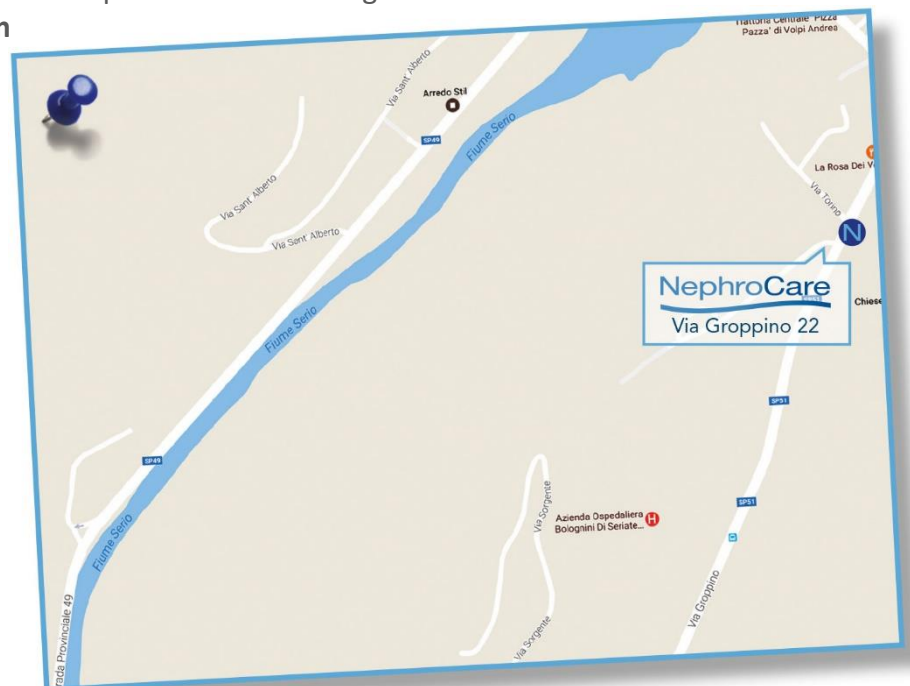 n
Trattoria Centrale "Pizza
Pazza" di Volpi Andrea
Via Sant' Alberto
Arredo Stil
SP49
Fiume Serio
La Rosa Dei V
Via Torino
Via Sant' Alberto
Via Sant' Alberto
N
NephroCare
Via Groppino 22
Chiese
Fiume Serio
SP51
SP49
Via Sorgente
Azienda Ospedaliera
Bolognini Di Seriate...
H
SP51
Fiume Serio
Via Groppino
rada Provinciale 49
Via Sorgente